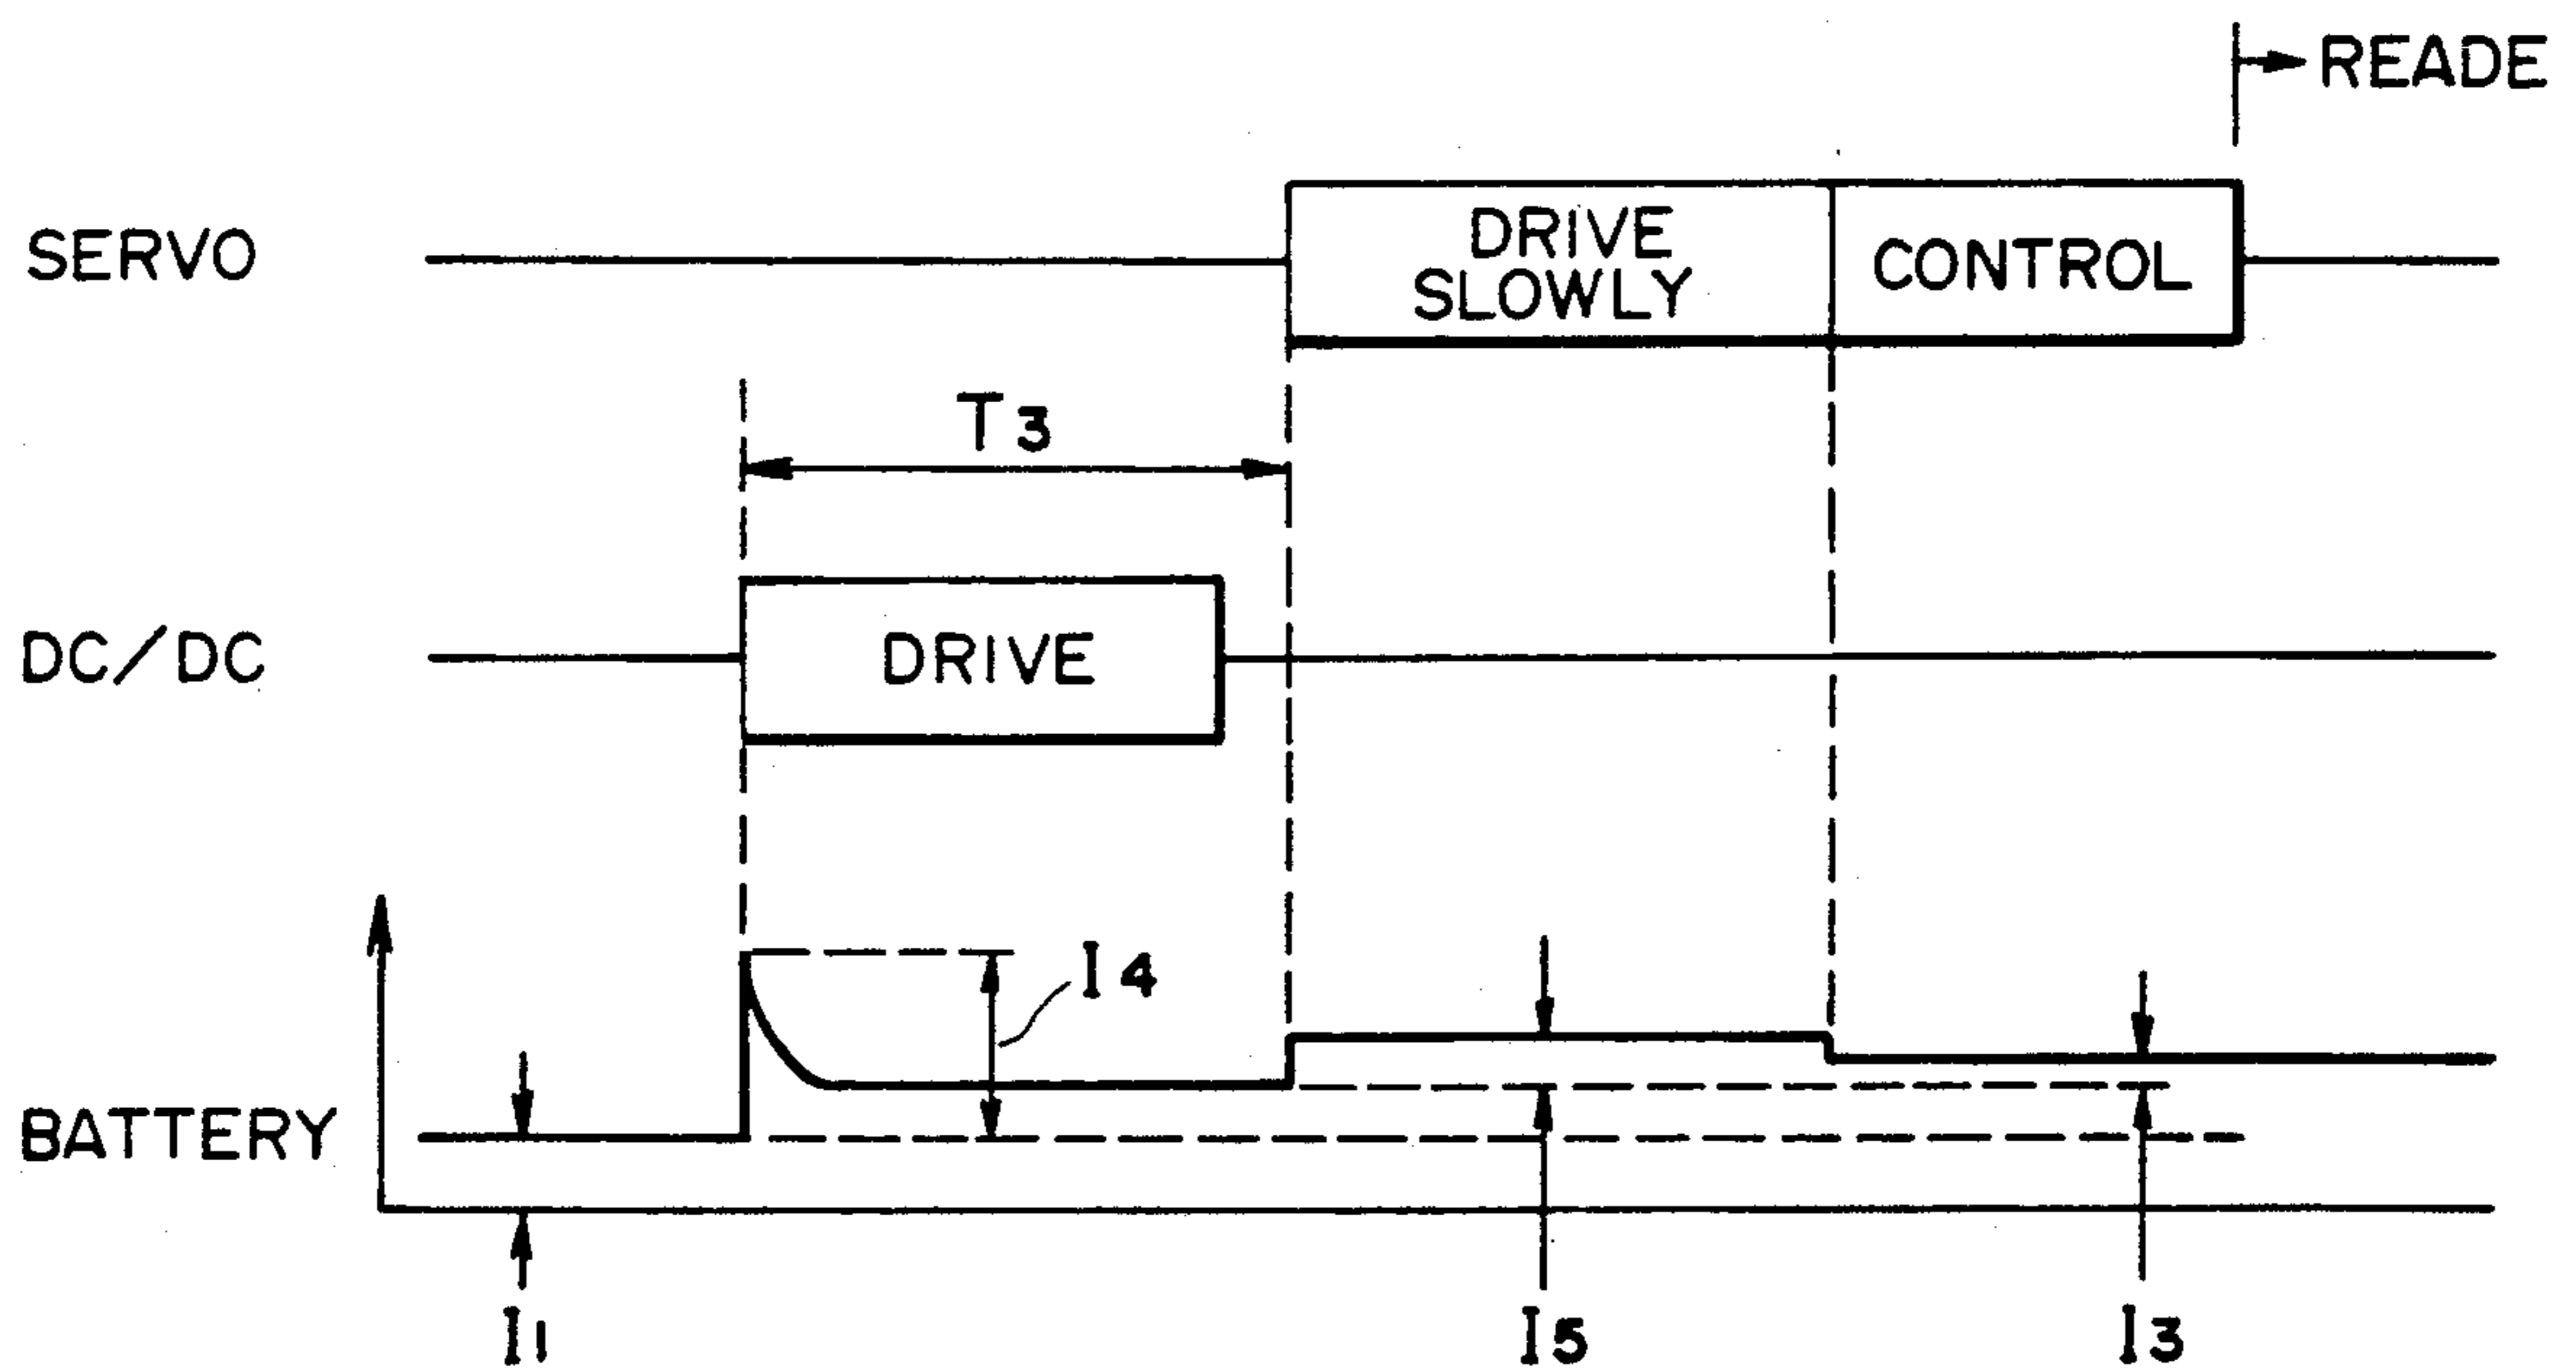 READE
SERVO
DRIVE
SLOWLY
CONTROL
T3
DC/DC
DRIVE
I4
BATTERY
I1
I5
I3